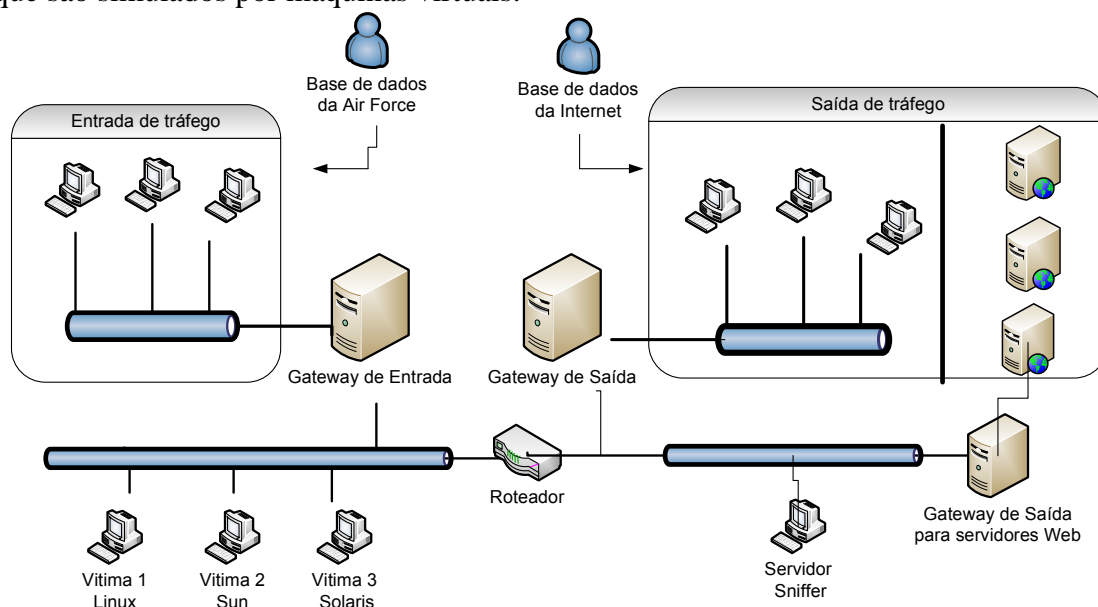 que são simulados por máquinas virtuais.
Base de dados
da Air Force
Base de dados
da Internet
Entrada de tráfego
Saída de tráfego
Gateway de Entrada
Gateway de Saída
Roteador
Gateway de Saída
para servidores Web
Servidor
Sniffer
Vitima 1
Linux
Vitima 2
Sun
Vitima 3
Solaris